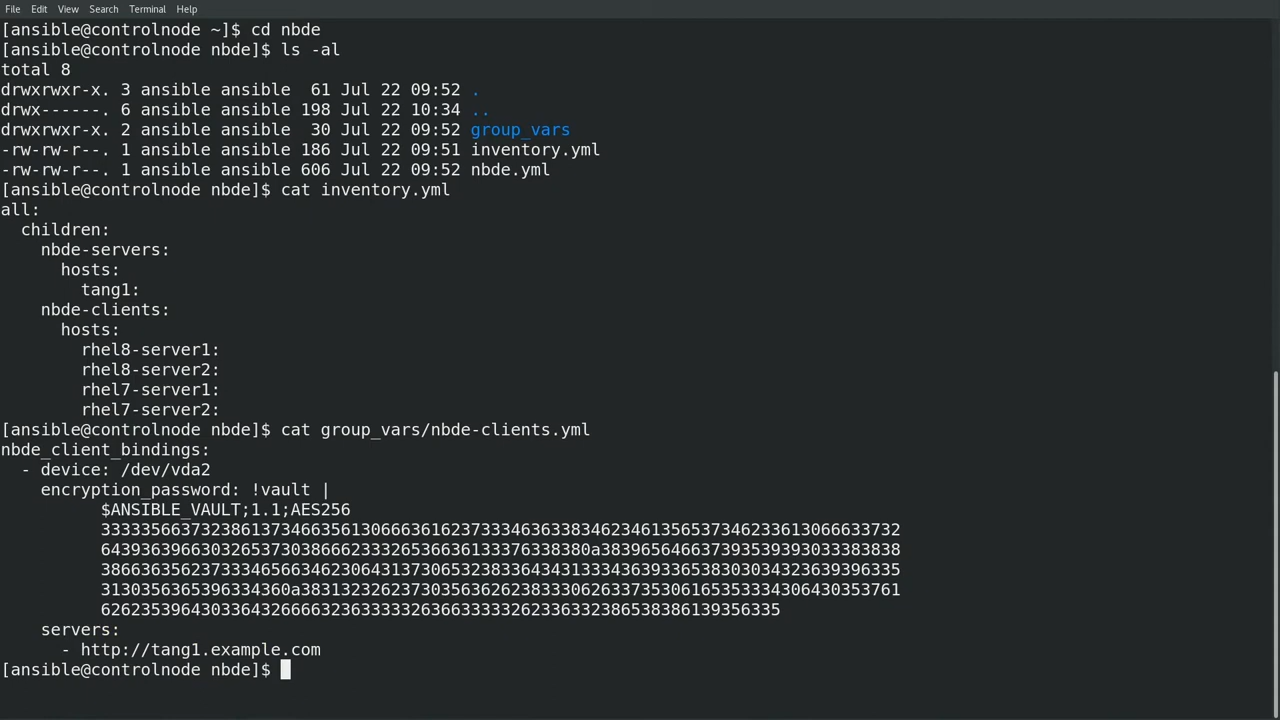 File Edit View Search Terminal Help
[ansible@controlnode ~]$ cd nbde
[ansible@controlnode nbde]$ ls -al
total 8
drwxrwxr-x. 3 ansible ansible  61 Jul 22 09:52 .
drwx------. 6 ansible ansible 198 Jul 22 10:34 ..
drwxrwxr-x. 2 ansible ansible  30 Jul 22 09:52 group_vars
-rw-rw-r--. 1 ansible ansible 186 Jul 22 09:51 inventory.yml
-rw-rw-r--. 1 ansible ansible 606 Jul 22 09:52 nbde.yml
[ansible@controlnode nbde]$ cat inventory.yml
all:
  children:
    nbde-servers:
      hosts:
        tang1:
    nbde-clients:
      hosts:
        rhel8-server1:
        rhel8-server2:
        rhel7-server1:
        rhel7-server2:
[ansible@controlnode nbde]$ cat group_vars/nbde-clients.yml
nbde_client_bindings:
  - device: /dev/vda2
    encryption_password: !vault |
          $ANSIBLE_VAULT;1.1;AES256
          33333566373238613734663561306663616237333463633834623461356537346233613066633732
          6439363966303265373038666233326536636133376338380a383965646637393539393033383838
          38663635623733346566346230643137306532383364343133343639336538303034323639396335
          3130356365396334360a383132326237303563626238333062633735306165353334306430353761
          62623539643033643266663236333332636633333262336332386538386139356335
    servers:
      - http://tang1.example.com
[ansible@controlnode nbde]$